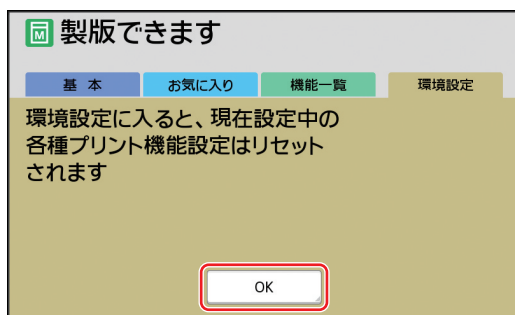 M 製版できます
基本 お気に入り 機能一覧 環境設定
環境設定に入ると、現在設定中の
各種プリント機能設定はリセット
されます
OK